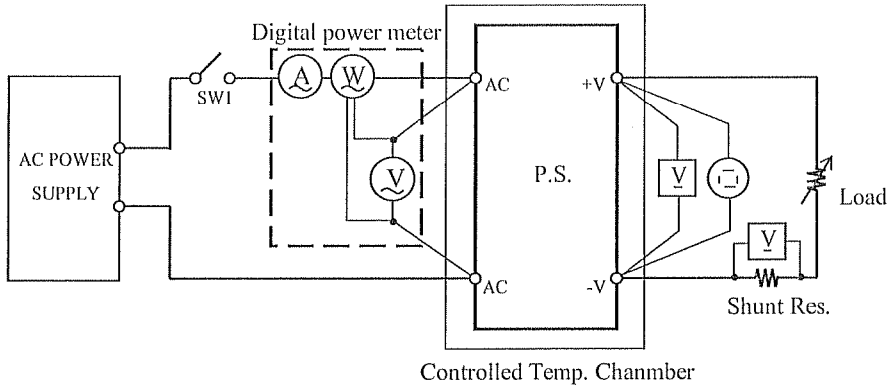 Digital power meter
A
W
SW1
AC
+V
AC POWER
SUPPLY
V
P.S.
V
Load
V
AC
-V
Shunt Res.
Controlled Temp. Chanmber